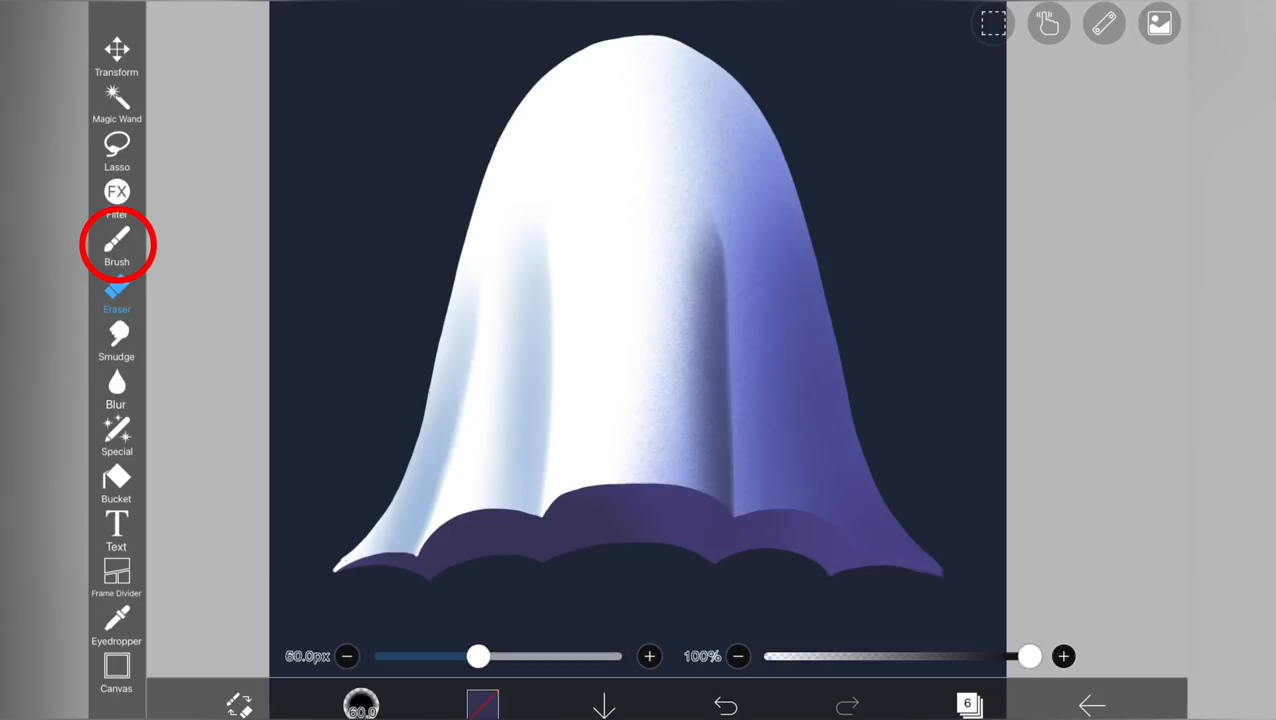 Transform
Magic Wand
Lasso
FX
Filter
Brush
Eraser
Smudge
Blur
Special
Bucket
T
Text
Frame Divider
Eyedropper
Canvas
60.0px
100%
60.0
6